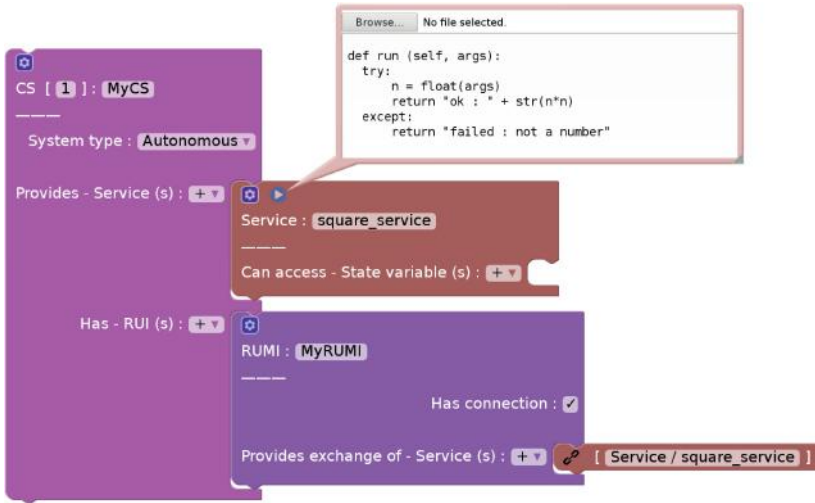 Browse... No file selected.
def run (self, args):
try:
n = float(args)
return "ok : " + str(n*n)
except:
return "failed : not a number"
CS [ 1 ] : MyCS
———
System type : Autonomous
Provides - Service (s) : +
Service : square_service
———
Can access - State variable (s) : +
Has - RUI (s) : +
RUMI : MyRUMI
———
Has connection :
Provides exchange of - Service (s) : + [ Service / square_service ]